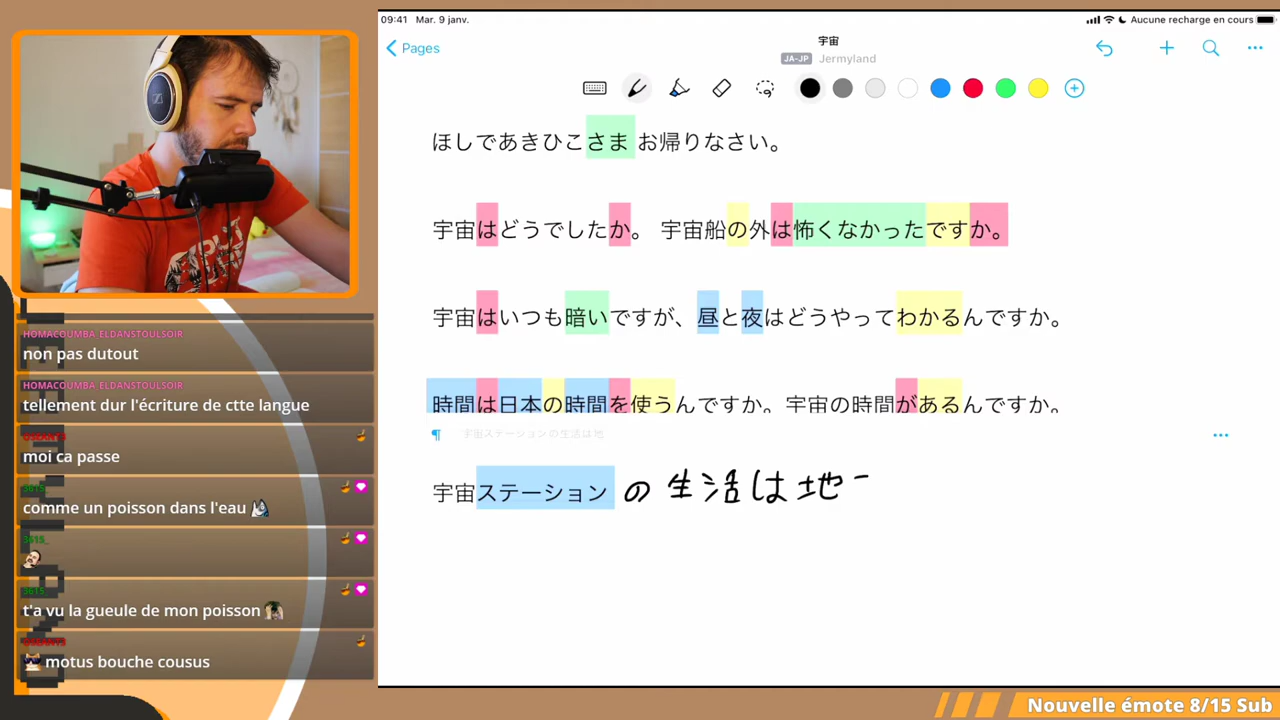 09:41 Mar. 9 janv.
Aucune recharge en cours
Pages
宇宙
JA-JP Jermyland
ほしであきひこさまお帰りなさい。
宇宙はどうでしたか。 宇宙船の外は怖くなかったですか。
宇宙はいつも暗いですが、昼と夜はどうやってわかるんですか。
時間は日本の時間を使うんですか。宇宙の時間があるんですか。
宇宙ステーションの生活は地
宇宙ステーション の生活は地
HOMACOUMBA_ELDANSTOULSOIR
non pas dutout
HOMACOUMBA_ELDANSTOULSOIR
tellement dur l'écriture de ctte langue
moi ca passe
3615_
comme un poisson dans l'eau
3615_
3615_
t'a vu la gueule de mon poisson
motus bouche cousus
Nouvelle émote 8/15 Sub